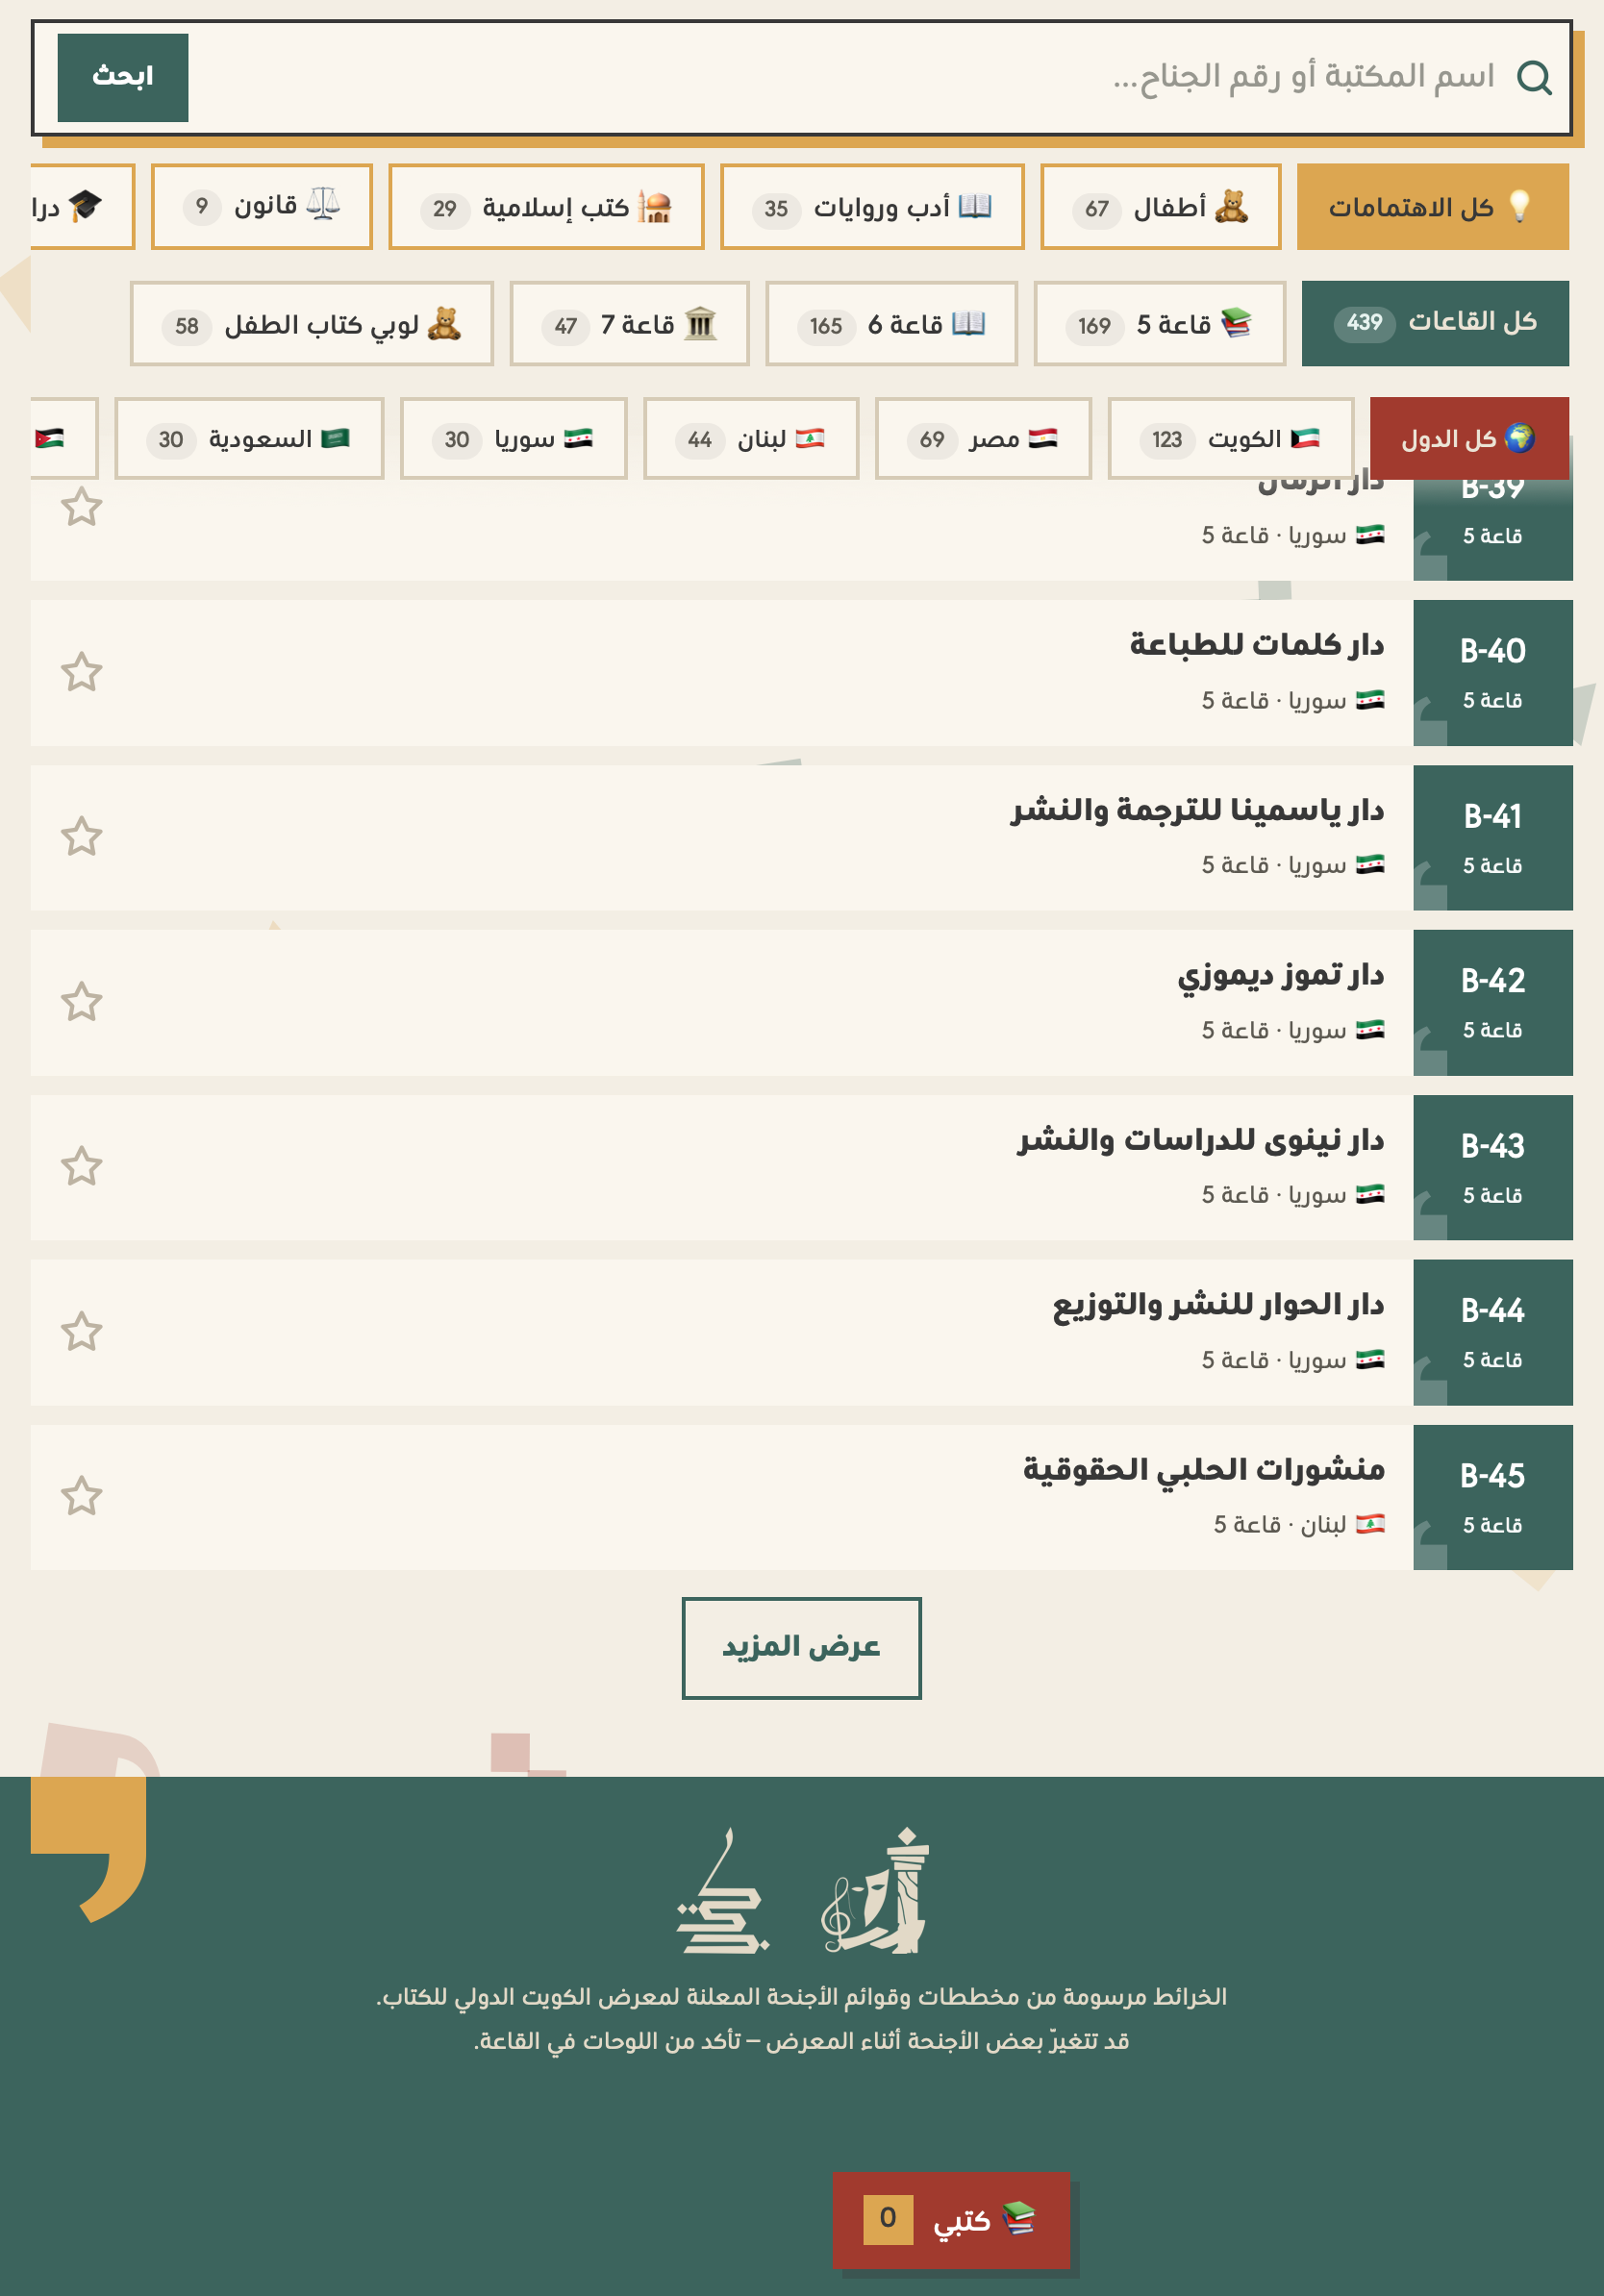 اسم المكتبة أو رقم الجناح... ابحث
💡 كل الاهتمامات 🧸 أطفال 67 📖 أدب وروايات 35 🕌 كتب إسلامية 29 ⚖️ قانون 9 🎓 درا
كل القاعات 439 📚 قاعة 5 169 📖 قاعة 6 165 🏛️ قاعة 7 47 🧸 لوبي كتاب الطفل 58
🌍 كل الدول 🇰🇼 الكويت 123 🇪🇬 مصر 69 🇱🇧 لبنان 44 🇸🇾 سوريا 30 🇸🇦 السعودية 30 🇯🇴
B-39 دار
قاعة 5 🇸🇾 سوريا · قاعة 5
B-40 دار كلمات للطباعة
قاعة 5 🇸🇾 سوريا · قاعة 5
B-41 دار ياسمينا للترجمة والنشر
قاعة 5 🇸🇾 سوريا · قاعة 5
B-42 دار تموز ديموزي
قاعة 5 🇸🇾 سوريا · قاعة 5
B-43 دار نينوى للدراسات والنشر
قاعة 5 🇸🇾 سوريا · قاعة 5
B-44 دار الحوار للنشر والتوزيع
قاعة 5 🇸🇾 سوريا · قاعة 5
B-45 منشورات الحلبي الحقوقية
قاعة 5 🇱🇧 لبنان · قاعة 5
عرض المزيد
الخرائط مرسومة من مخططات وقوائم الأجنحة المعلنة لمعرض الكويت الدولي للكتاب.
قد تتغيّر بعض الأجنحة أثناء المعرض – تأكد من اللوحات في القاعة.
📚 كتبي 0